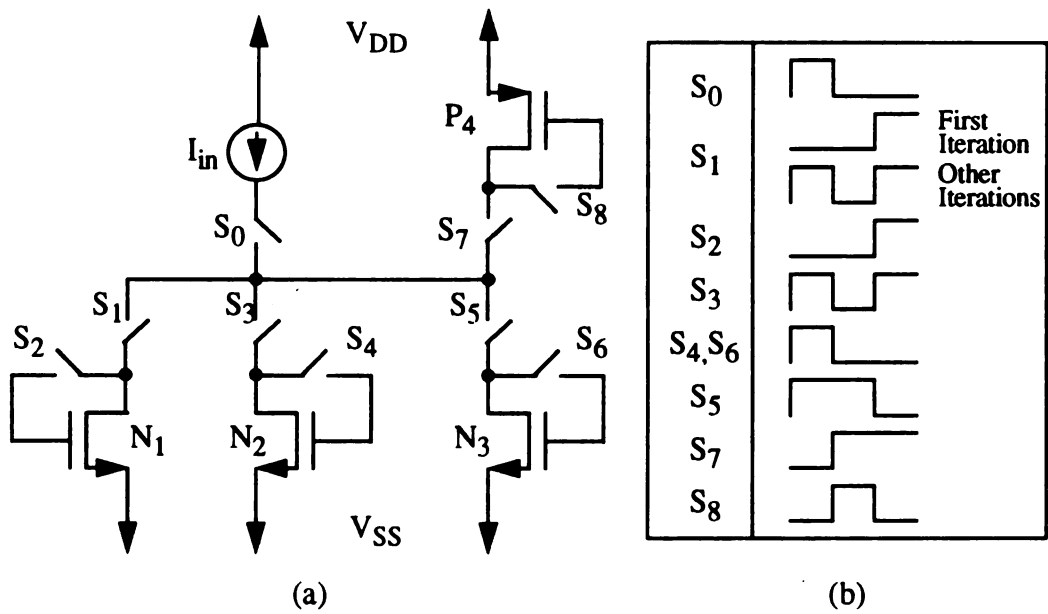 V_DD
P_4
I_in
S_8
S_0
S_7
S_1
S_3
S_5
S_2
S_4
S_6
N_1
N_2
N_3
V_SS
(a)
S_0
First
Iteration
S_1
Other
Iterations
S_2
S_3
S_4,S_6
S_5
S_7
S_8
(b)